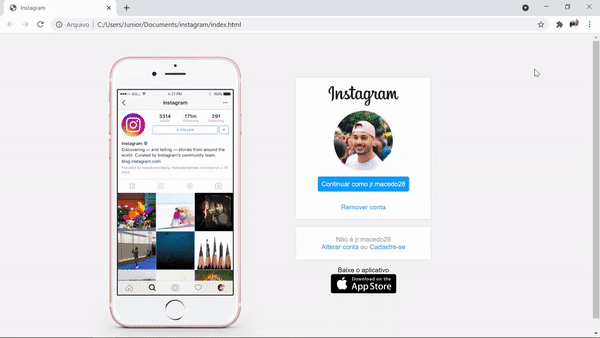 Instagram
Arquivo | C:/Users/Junior/Documents/instagram/index.html
4:21 PM
100%
instagram
3314
171m
291
posts
followers
following
+ FOLLOW
Instagram
Discovering — and telling — stories from around the
world. Curated by Instagram's community team.
blog.instagram.com
Instagram
Continuar como jr.macedo28
Remover conta
Não é jr.macedo28
Alterar conta ou Cadastre-se
Baixe o aplicativo
Download on the
App Store